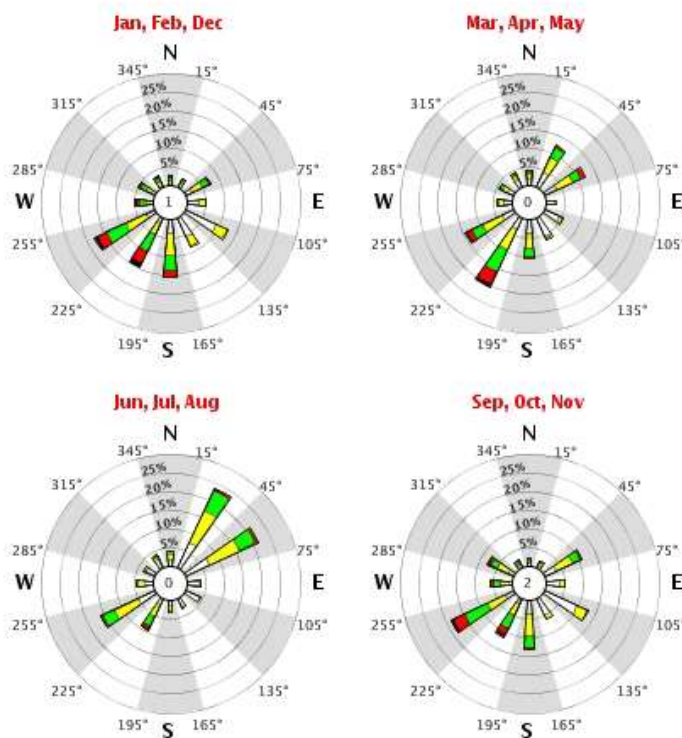 Jan, Feb, Dec
N
345° 15°
315° 45°
285° 75°
25%
20%
15%
10%
5%
W 1 E
255° 105°
225° 135°
195° 165°
S
Mar, Apr, May
N
345° 15°
315° 45°
285° 75°
25%
20%
15%
10%
5%
W 0 E
255° 105°
225° 135°
195° 165°
S
Jun, Jul, Aug
N
345° 15°
315° 45°
285° 75°
25%
20%
15%
10%
5%
W 0 E
255° 105°
225° 135°
195° 165°
S
Sep, Oct, Nov
N
345° 15°
315° 45°
285° 75°
25%
20%
15%
10%
5%
W 2 E
255° 105°
225° 135°
195° 165°
S